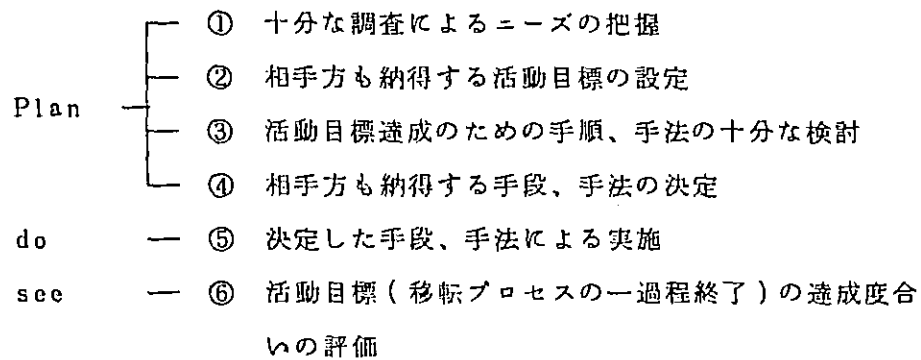 ① 十分な調査によるニーズの把握
② 相手方も納得する活動目標の設定
Plan
③ 活動目標達成のための手順、手法の十分な検討
④ 相手方も納得する手段、手法の決定
do — ⑤ 決定した手段、手法による実施
see — ⑥ 活動目標(移転プロセスの一過程終了)の達成度合
いの評価